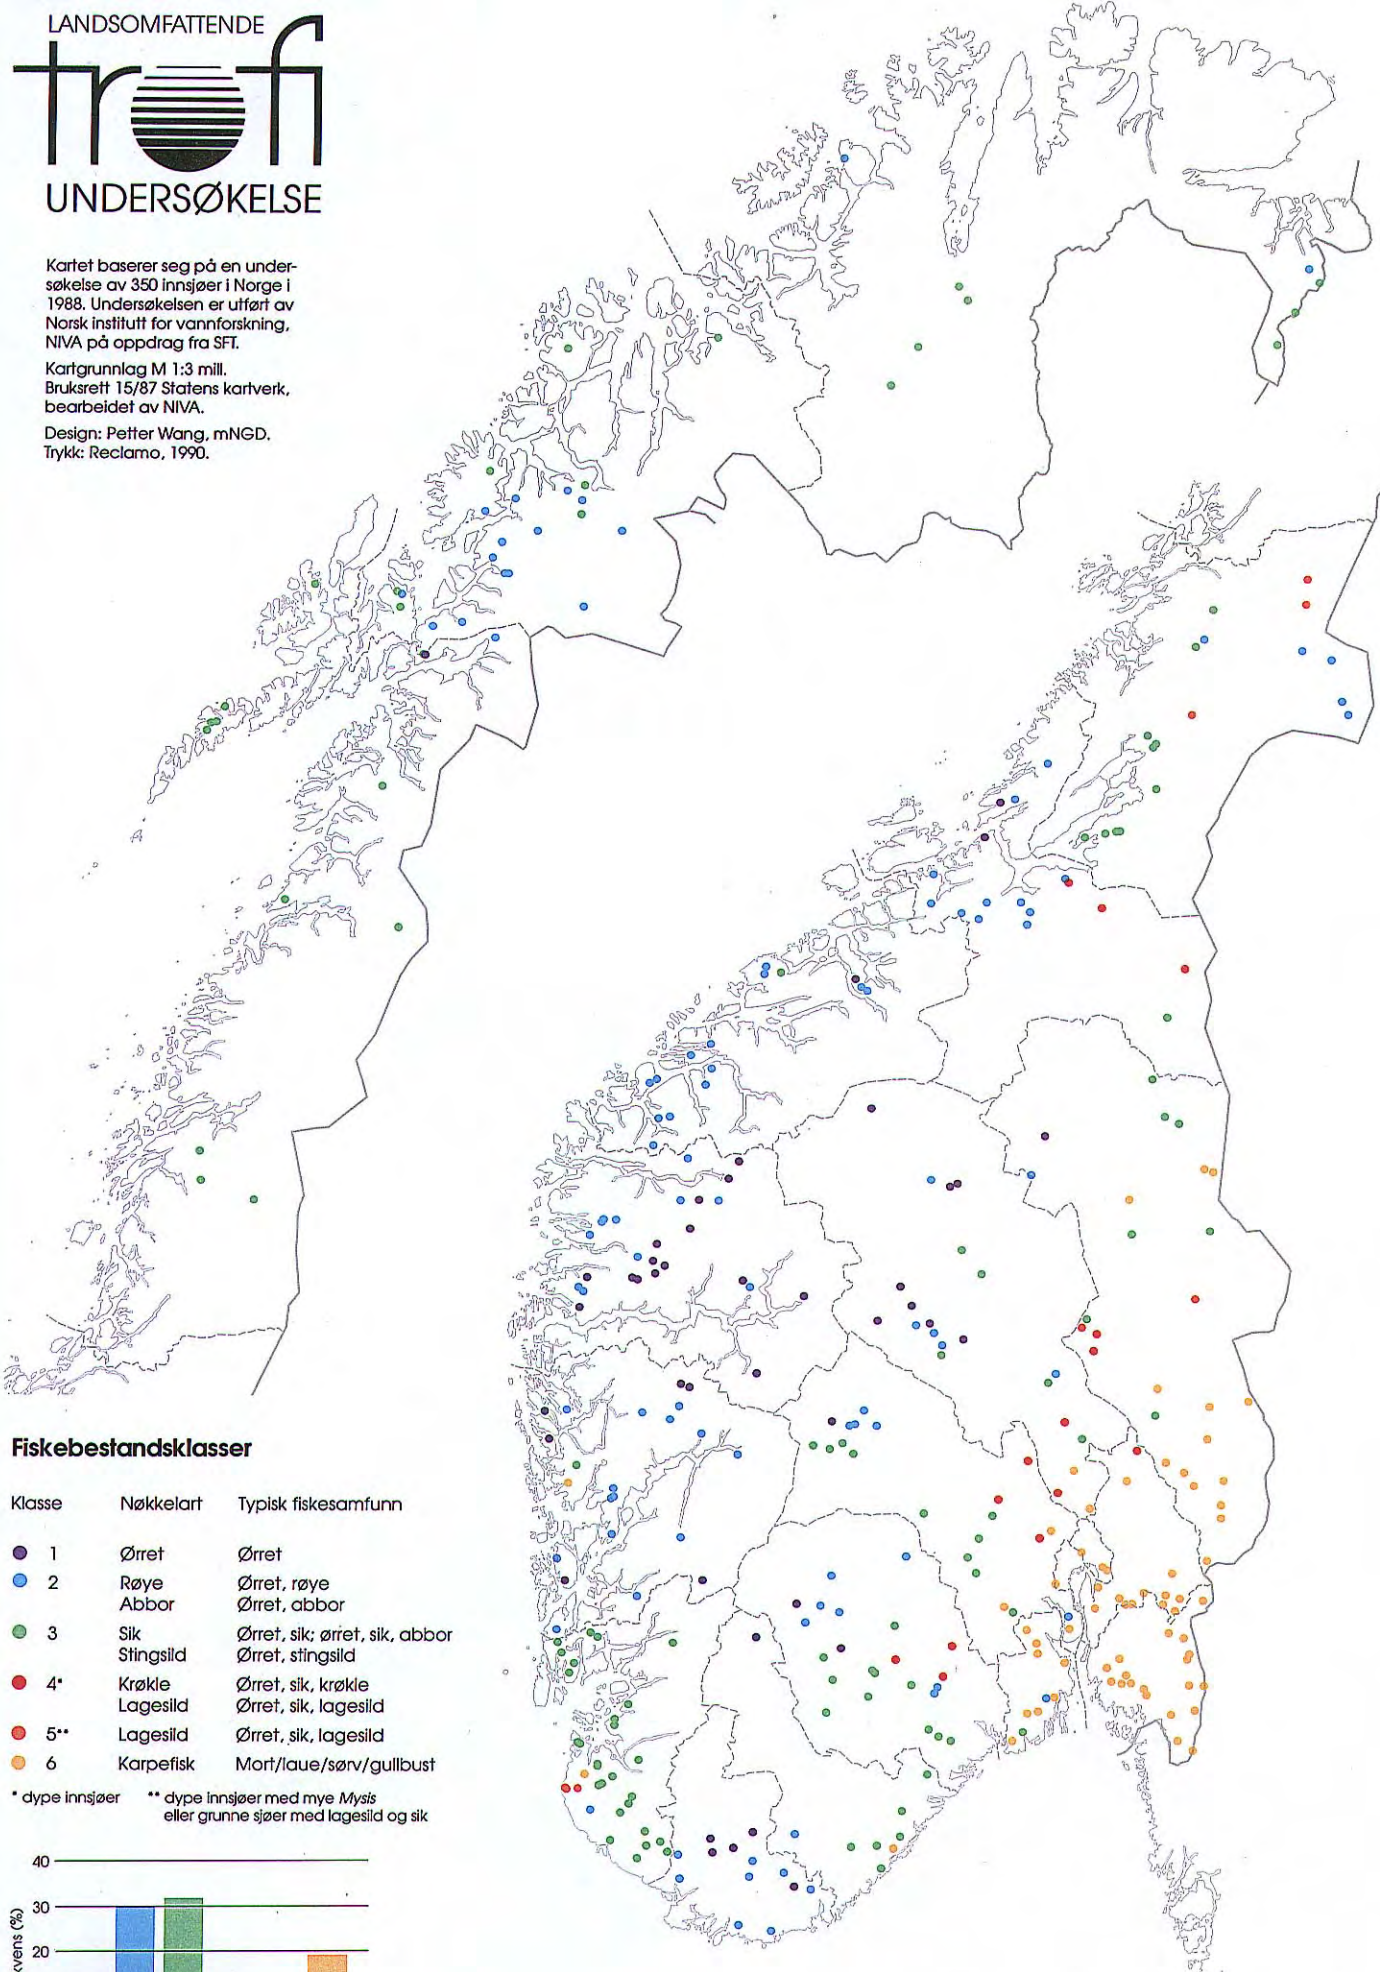 LANDSOMFATTENDE
trofi
UNDERSØKELSE
Kartet baserer seg på en under-
søkelse av 350 innsjøer i Norge i
1988. Undersøkelsen er utført av
Norsk institutt for vannforskning,
NIVA på oppdrag fra SFT.
Kartgrunnlag M 1:3 mill.
Bruksrett 15/87 Statens kartverk,
bearbeidet av NIVA.
Design: Petter Wang, mNGD.
Trykk: Reclamo, 1990.
Fiskebestandsklasser
Klasse Nøkkelart Typisk fiskesamfunn
1 Ørret Ørret
2 Røye Ørret, røye
Abbor Ørret, abbor
3 Sik Ørret, sik; ørret, sik, abbor
Stingsild Ørret, stingsild
4* Krøkle Ørret, sik, krøkle
Lagesild Ørret, sik, lagesild
5** Lagesild Ørret, sik, lagesild
6 Karpefisk Mort/laue/sørv/gullbust
* dype innsjøer ** dype innsjøer med mye Mysis
eller grunne sjøer med lagesild og sik
40
30
20